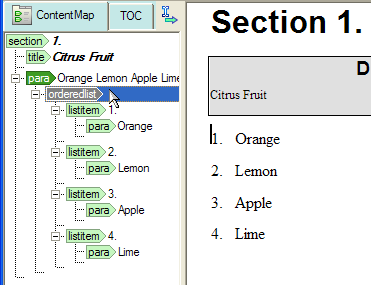 ContentMap
TOC
section 1.
title Citrus Fruit
para Orange Lemon Apple Lime
orderedlist
listitem 1.
para Orange
listitem 2.
para Lemon
listitem 3.
para Apple
listitem 4.
para Lime
Section 1.
D
Citrus Fruit
1. Orange
2. Lemon
3. Apple
4. Lime